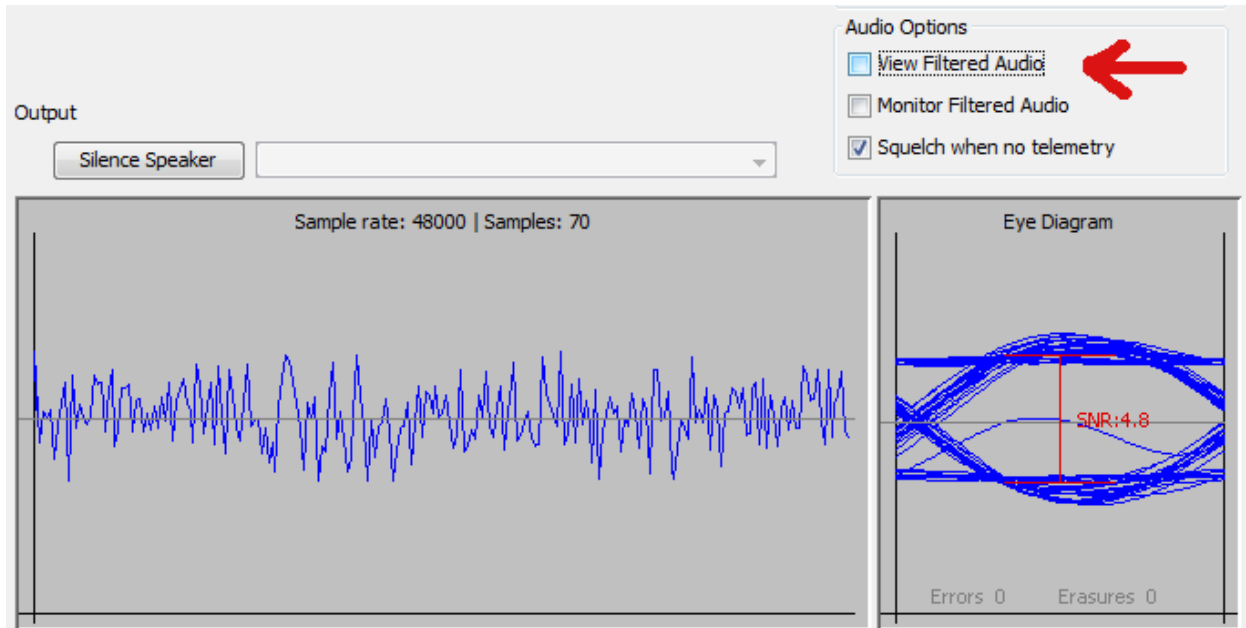 Audio Options
View Filtered Audio
Monitor Filtered Audio
Squelch when no telemetry
Output
Silence Speaker
Sample rate: 48000 | Samples: 70
Eye Diagram
SNR:4.8
Errors 0 Erasures 0